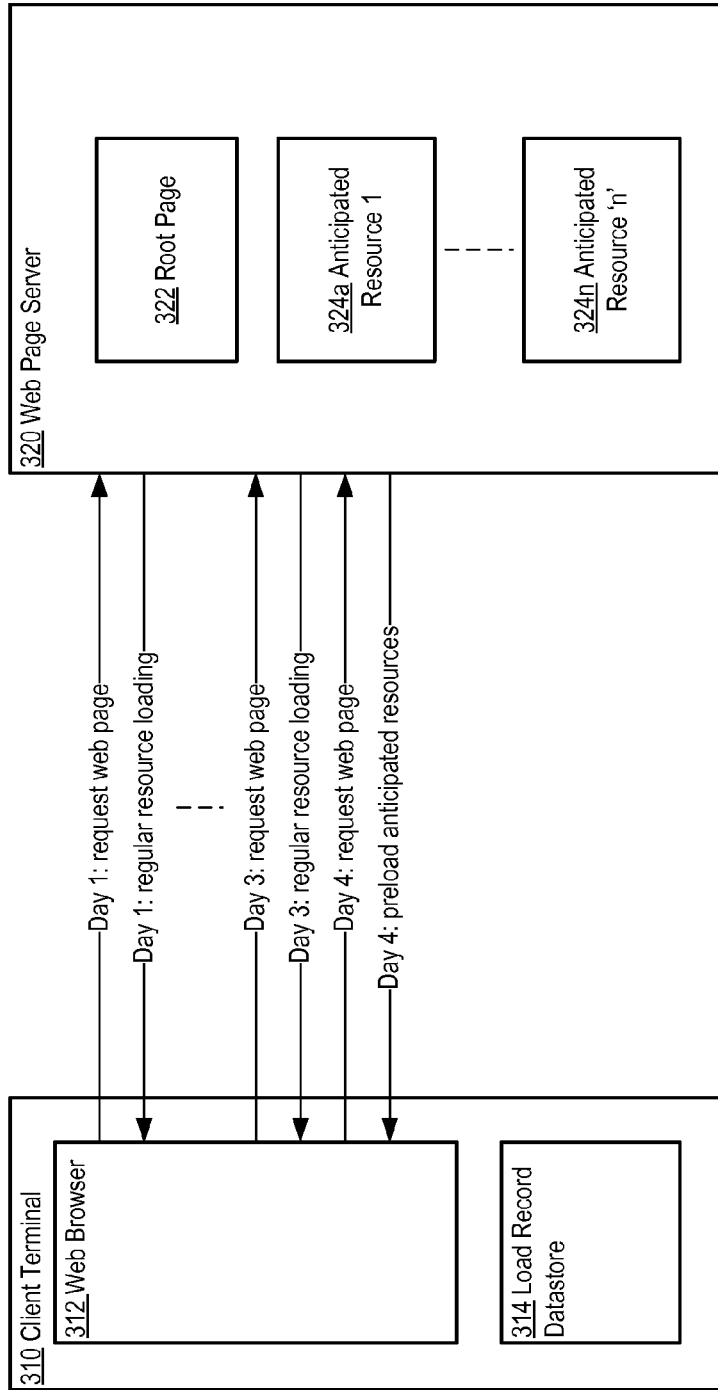 310 Client Terminal
312 Web Browser
314 Load Record
Datastore
Day 1: request web page
Day 1: regular resource loading
Day 3: request web page
Day 3: regular resource loading
Day 4: request web page
Day 4: preload anticipated resources
320 Web Page Server
322 Root Page
324a Anticipated
Resource 1
324n Anticipated
Resource ‘n’